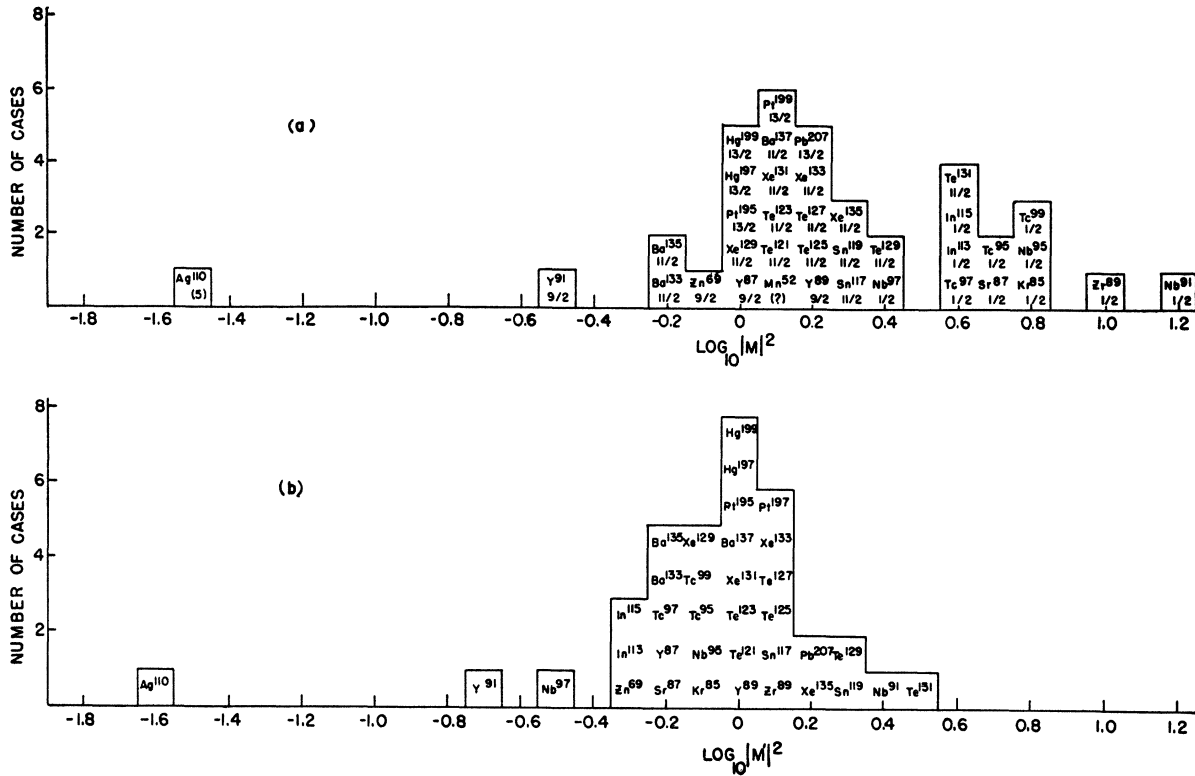 8
6
4
2
NUMBER OF CASES
(a)
Pt¹⁹⁹
13/2
Hg¹⁹⁹ Ba¹³⁷ Pb²⁰⁷
13/2 11/2 13/2
Hg¹⁹⁷ Xe¹³¹ Xe¹³³ Te¹³¹
13/2 11/2 11/2 11/2
Pt¹⁹⁵ Te¹²³ Te¹²⁷ Xe¹³⁵ In¹¹⁵ Tc⁹⁹
13/2 11/2 11/2 11/2 1/2 1/2
Ba¹³⁵ Xe¹²⁹ Te¹²¹ Te¹²⁵ Sn¹¹⁹ Te¹²⁹ In¹¹³ Tc⁹⁵ Nb⁹⁵
11/2 11/2 11/2 11/2 11/2 11/2 1/2 1/2 1/2
Ag¹¹⁰ Y⁹¹ Ba¹³³ Zn⁶⁹ Y⁸⁷ Mn⁵² Y⁸⁹ Sn¹¹⁷ Nb⁹⁷ Tc⁹⁷ Sr⁸⁷ Kr⁸⁵ Zr⁸⁹ Nb⁹¹
(5) 9/2 11/2 9/2 9/2 (?) 9/2 11/2 1/2 1/2 1/2 1/2 1/2 1/2
-1.8 -1.6 -1.4 -1.2 -1.0 -0.8 -0.6 -0.4 -0.2 0 0.2 0.4 0.6 0.8 1.0 1.2
LOG₁₀|M|²
8
6
4
2
NUMBER OF CASES
(b)
Hg¹⁹⁹
Hg¹⁹⁷
Pt¹⁹⁵ Pt¹⁹⁷
Ba¹³⁵ Xe¹²⁹ Ba¹³⁷ Xe¹³³
Ba¹³³ Tc⁹⁹ Xe¹³¹ Te¹²⁷
In¹¹⁵ Tc⁹⁷ Tc⁹⁵ Te¹²³ Te¹²⁵
In¹¹³ Y⁸⁷ Nb⁹⁵ Te¹²¹ Sn¹¹⁷ Pb²⁰⁷ Te¹²⁹
Ag¹¹⁰ Y⁹¹ Nb⁹⁷ Zn⁶⁹ Sr⁸⁷ Kr⁸⁵ Y⁸⁹ Zr⁸⁹ Xe¹³⁵ Sn¹¹⁹ Nb⁹¹ Te¹³¹
-1.8 -1.6 -1.4 -1.2 -1.0 -0.8 -0.6 -0.4 -0.2 0 0.2 0.4 0.6 0.8 1.0 1.2
LOG₁₀|M|²